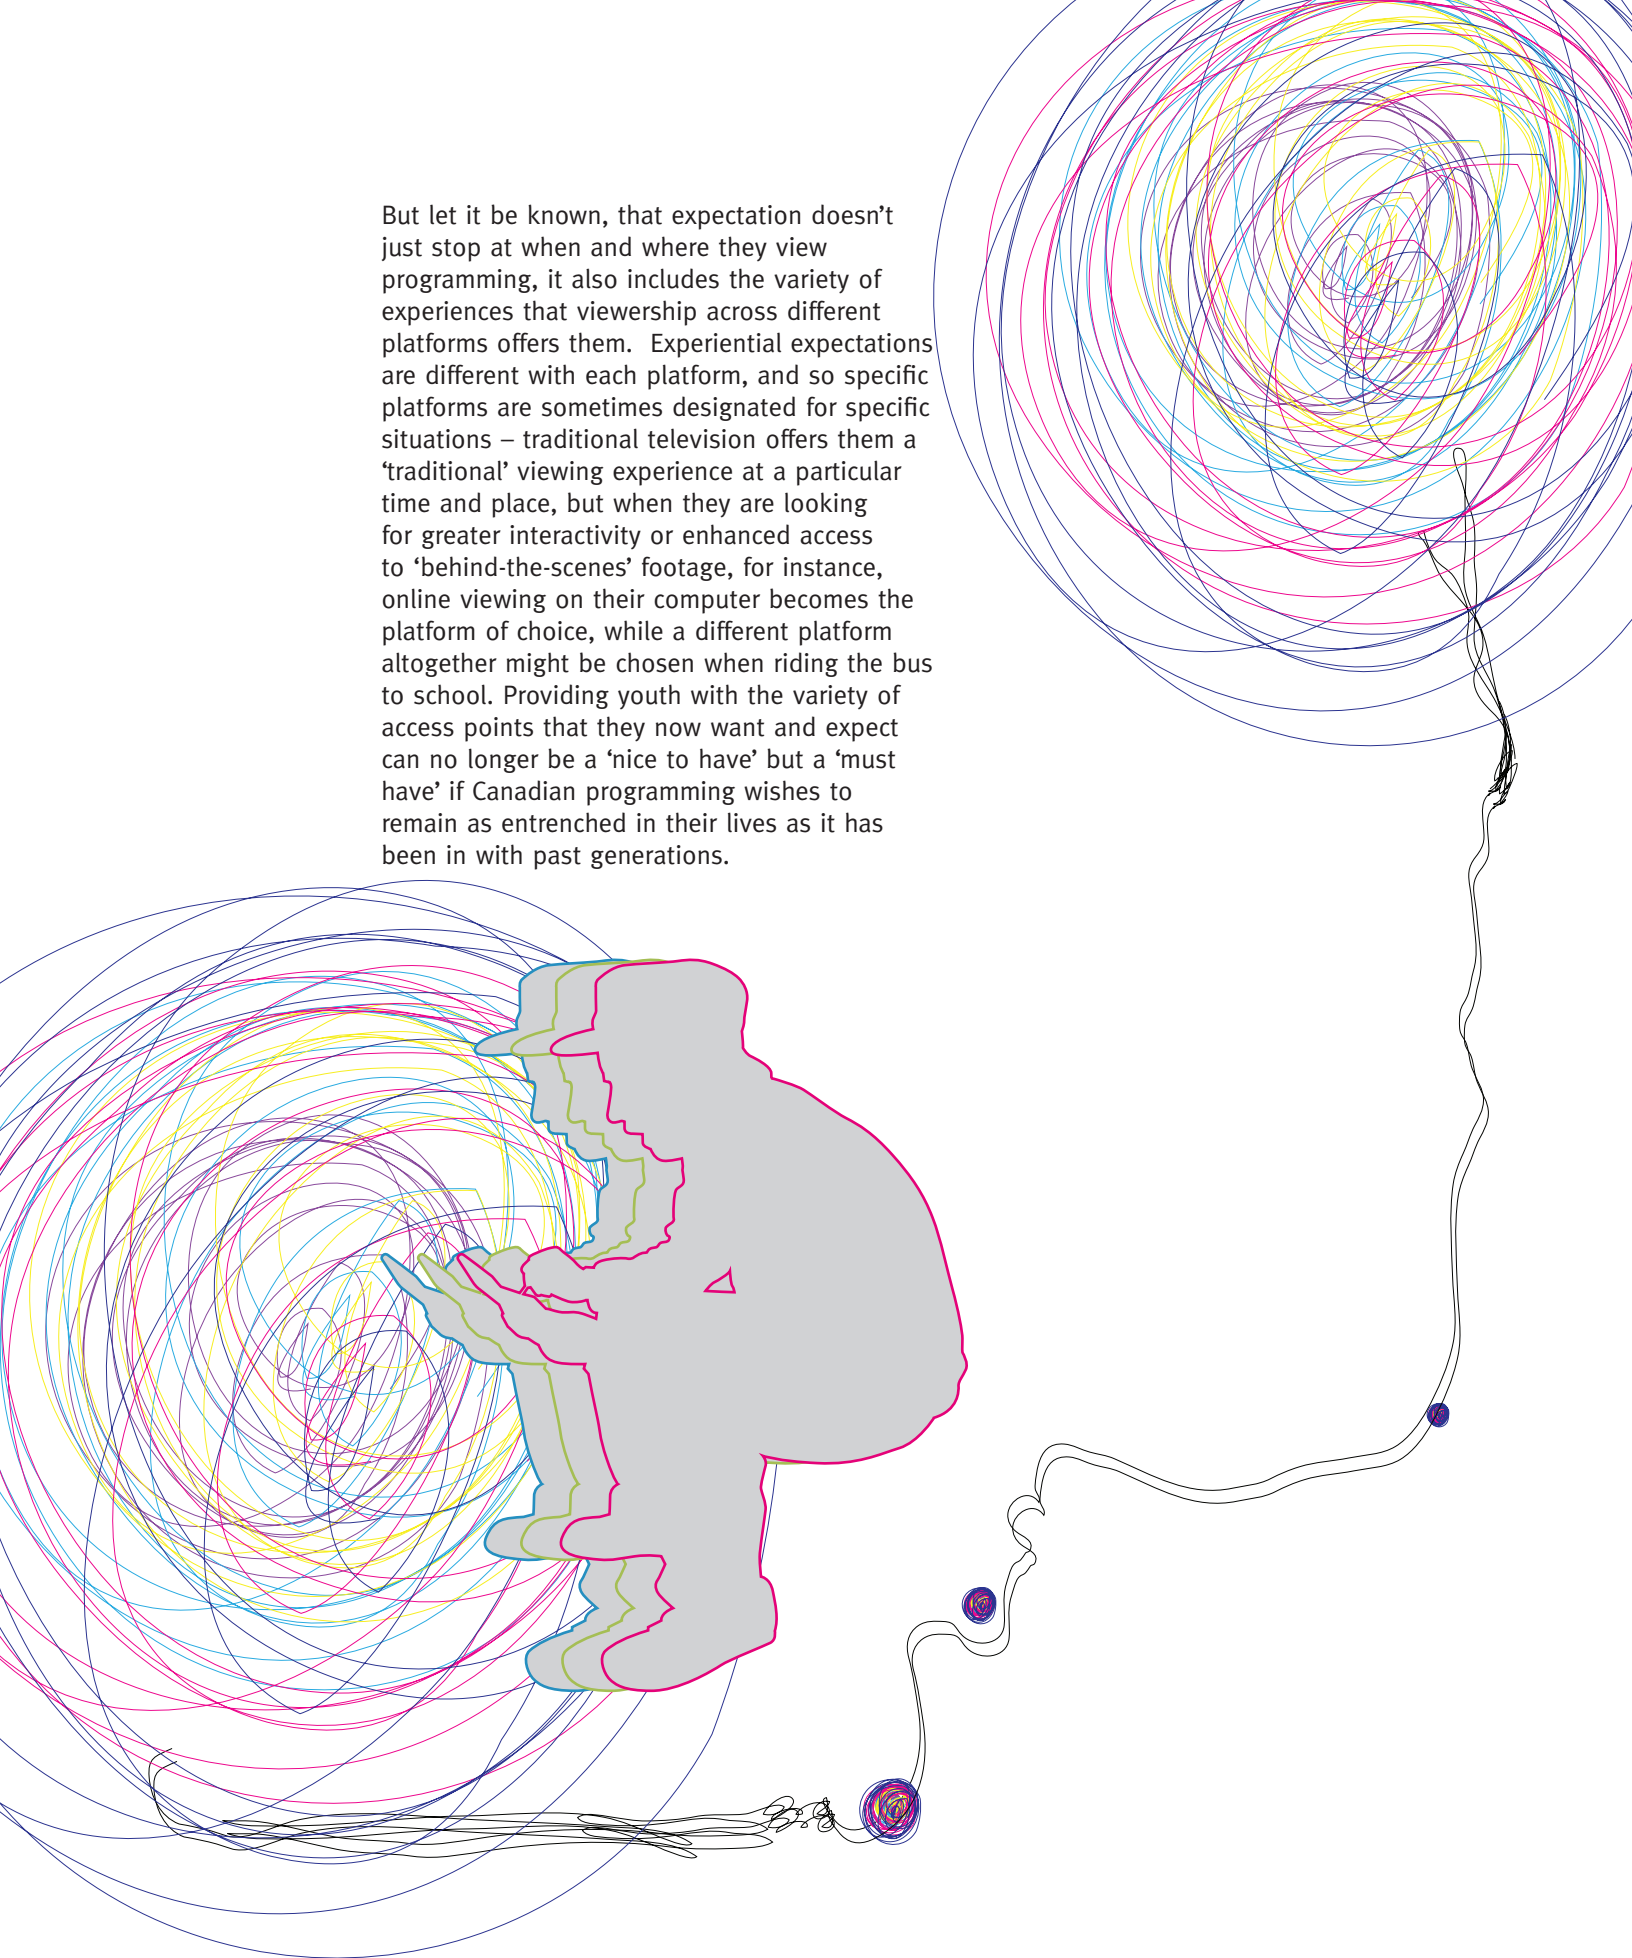 But let it be known, that expectation doesn’t
just stop at when and where they view
programming, it also includes the variety of
experiences that viewership across different
platforms offers them.  Experiential expectations
are different with each platform, and so specific
platforms are sometimes designated for specific
situations – traditional television offers them a
‘traditional’ viewing experience at a particular
time and place, but when they are looking
for greater interactivity or enhanced access
to ‘behind-the-scenes’ footage, for instance,
online viewing on their computer becomes the
platform of choice, while a different platform
altogether might be chosen when riding the bus
to school. Providing youth with the variety of
access points that they now want and expect
can no longer be a ‘nice to have’ but a ‘must
have’ if Canadian programming wishes to
remain as entrenched in their lives as it has
been in with past generations.